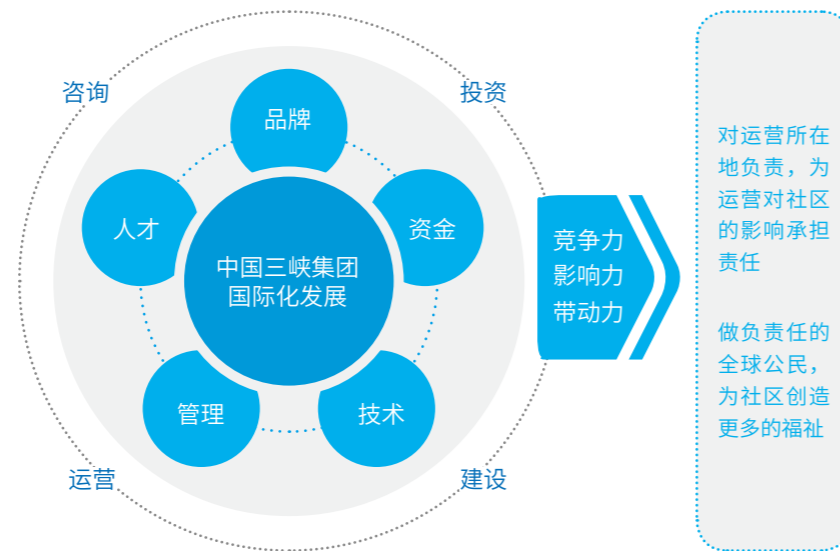 咨询
投资
品牌
人才
资金
中国三峡集团
国际化发展
管理
技术
运营
建设
竞争力
影响力
带动力
对运营所在
地负责，为
运营对社区
的影响承担
责任
做负责任的
全球公民，
为社区创造
更多的福祉